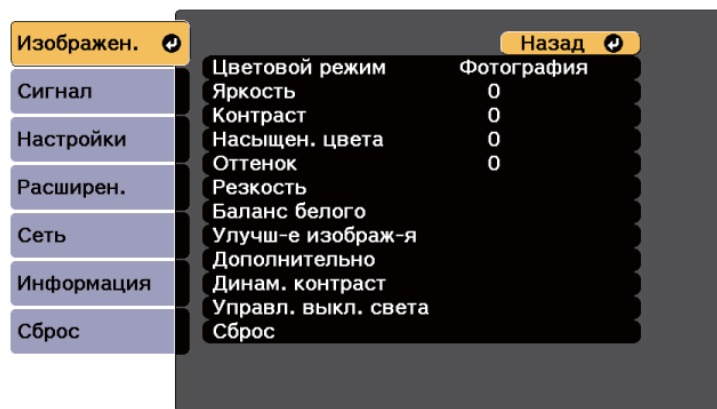 Изображен.
Сигнал
Настройки
Расширен.
Сеть
Информация
Сброс
Назад
Цветовой режим Фотография
Яркость 0
Контраст 0
Насыщен. цвета 0
Оттенок 0
Резкость
Баланс белого
Улучш-е изображ-я
Дополнительно
Динам. контраст
Управл. выкл. света
Сброс